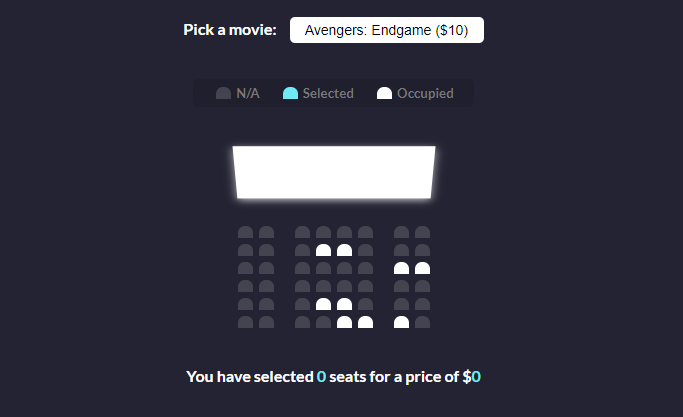 Pick a movie: Avengers: Endgame ($10)
N/A Selected Occupied
You have selected 0 seats for a price of $0